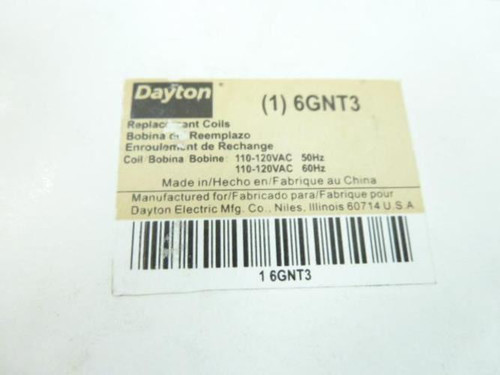 Dayton
(1) 6GNT3
Replacement Coils
Bobina de Reemplazo
Enroulement de Rechange
Coil Bobina Bobine: 110-120VAC 50Hz
110-120VAC 60Hz
Made in/Hecho en/Fabrique au China
Manufactured for/Fabricado para/Fabrique pour
Dayton Electric Mfg. Co., Niles, Illinois 60714 U.S.A
1 6GNT3